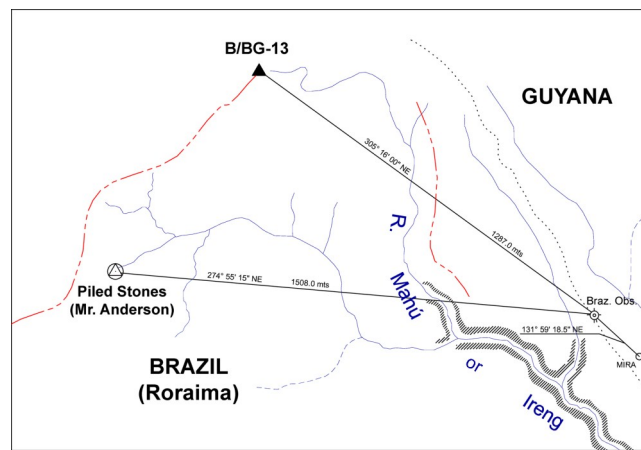 B/BG-13
GUYANA
305° 16' 00" NE
1287.0 mts
R.
Mahú
or
Ireng
274° 55' 15" NE
1508.0 mts
Piled Stones
(Mr. Anderson)
Braz. Obs.
131° 59' 18.5" NE
MIRA
BRAZIL
(Roraima)